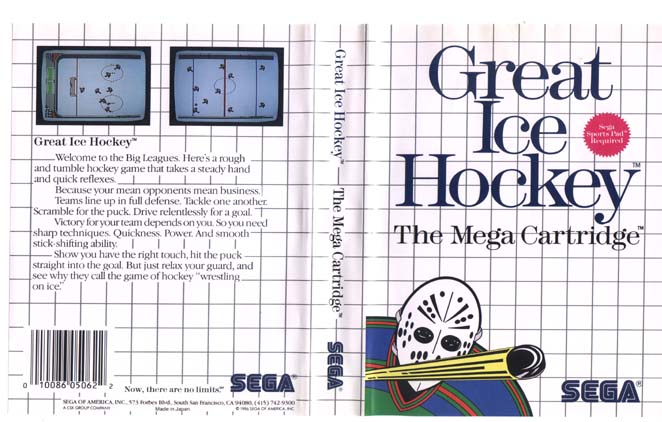 Great Ice Hockey™
Welcome to the Big Leagues. Here's a rough
and tumble hockey game that takes a steady hand
and quick reflexes.
Because your mean opponents mean business.
Teams line up in full defense. Tackle one another.
Scramble for the puck. Drive relentlessly for a goal.
Victory for your team depends on you. So you need
sharp techniques. Quickness. Power. And smooth
stick-shifting ability.
Show you have the right touch, hit the puck
straight into the goal. But just relax your guard, and
see why they call the game of hockey "wrestling
on ice."
0 10086 05062 2
Now, there are no limits.℠ SEGA®
SEGA OF AMERICA, INC. 573 Forbes Blvd., South San Francisco, CA 94080, (415) 742-9300
A CSK GROUP COMPANY Made in Japan © 1986 SEGA OF AMERICA, INC.
Great Ice Hockey™ — The Mega Cartridge™ — SEGA
Great
Ice
Hockey™
Sega
Sports Pad™
Required
The Mega Cartridge™
SEGA®